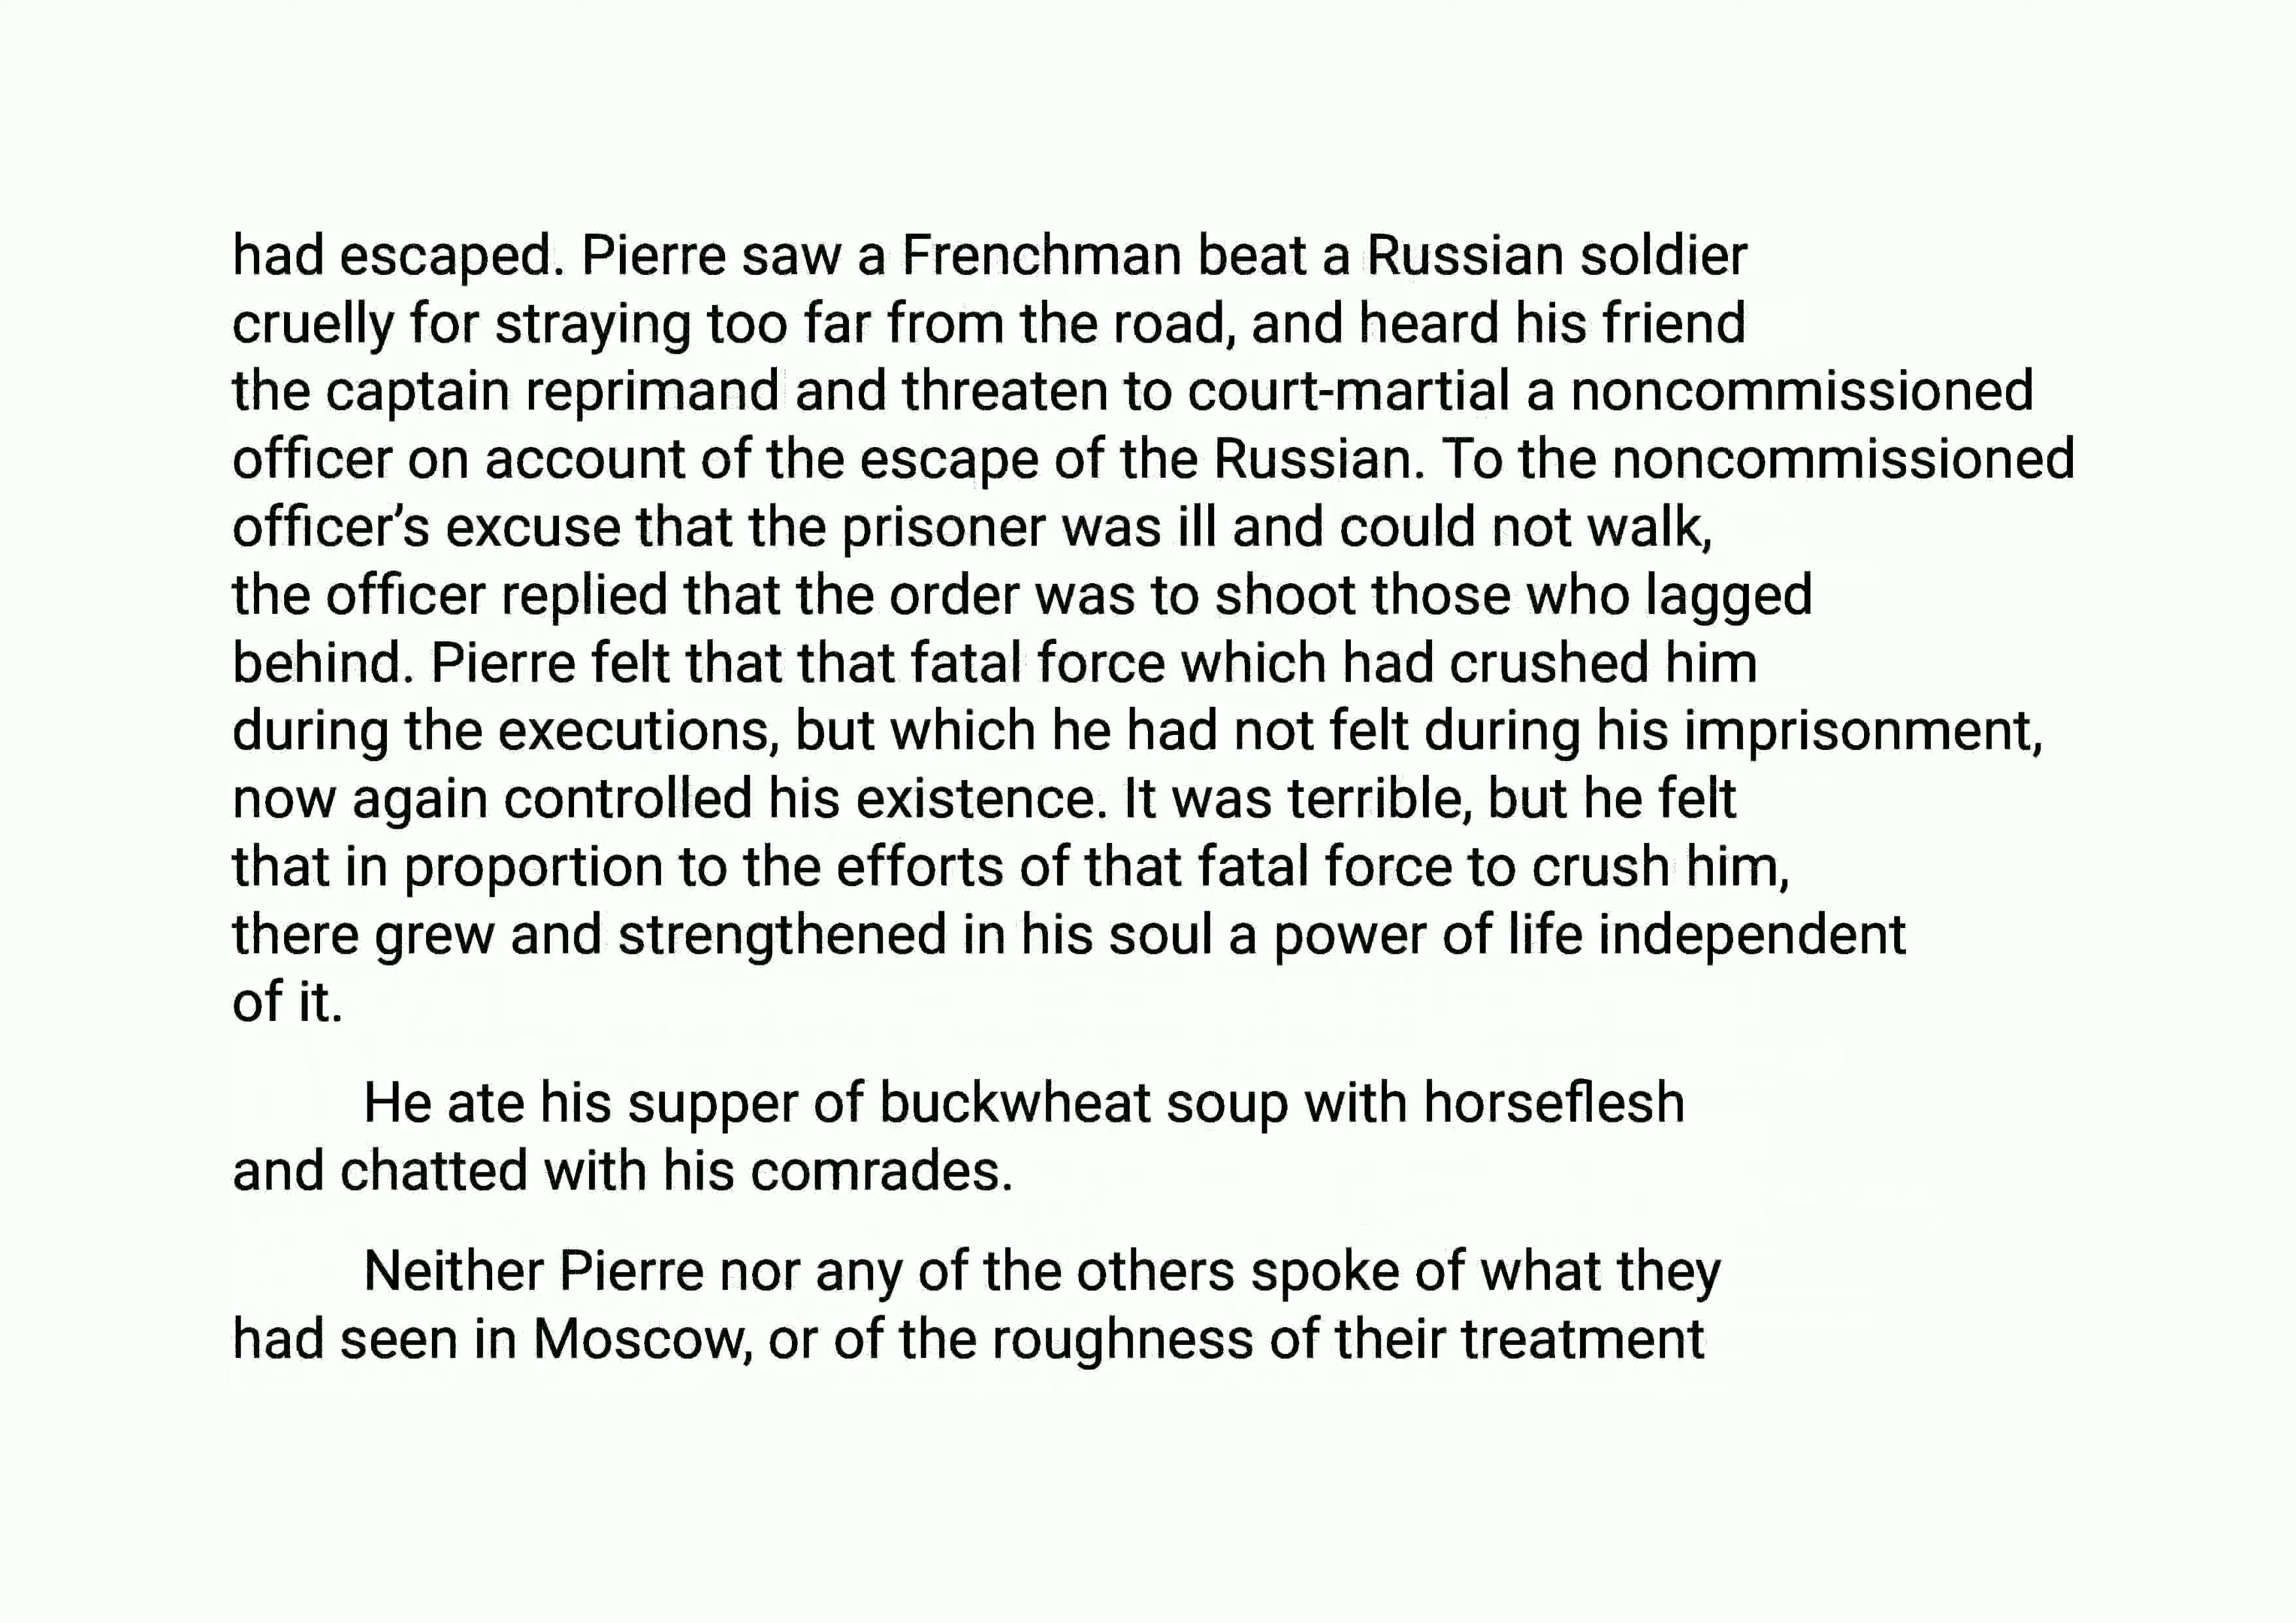 had escaped. Pierre saw a Frenchman beat a Russian soldier
cruelly for straying too far from the road, and heard his friend
the captain reprimand and threaten to court-martial a noncommissioned
officer on account of the escape of the Russian. To the noncommissioned
officer’s excuse that the prisoner was ill and could not walk,
the officer replied that the order was to shoot those who lagged
behind. Pierre felt that that fatal force which had crushed him
during the executions, but which he had not felt during his imprisonment,
now again controlled his existence. It was terrible, but he felt
that in proportion to the efforts of that fatal force to crush him,
there grew and strengthened in his soul a power of life independent
of it.
He ate his supper of buckwheat soup with horseflesh
and chatted with his comrades.
Neither Pierre nor any of the others spoke of what they
had seen in Moscow, or of the roughness of their treatment